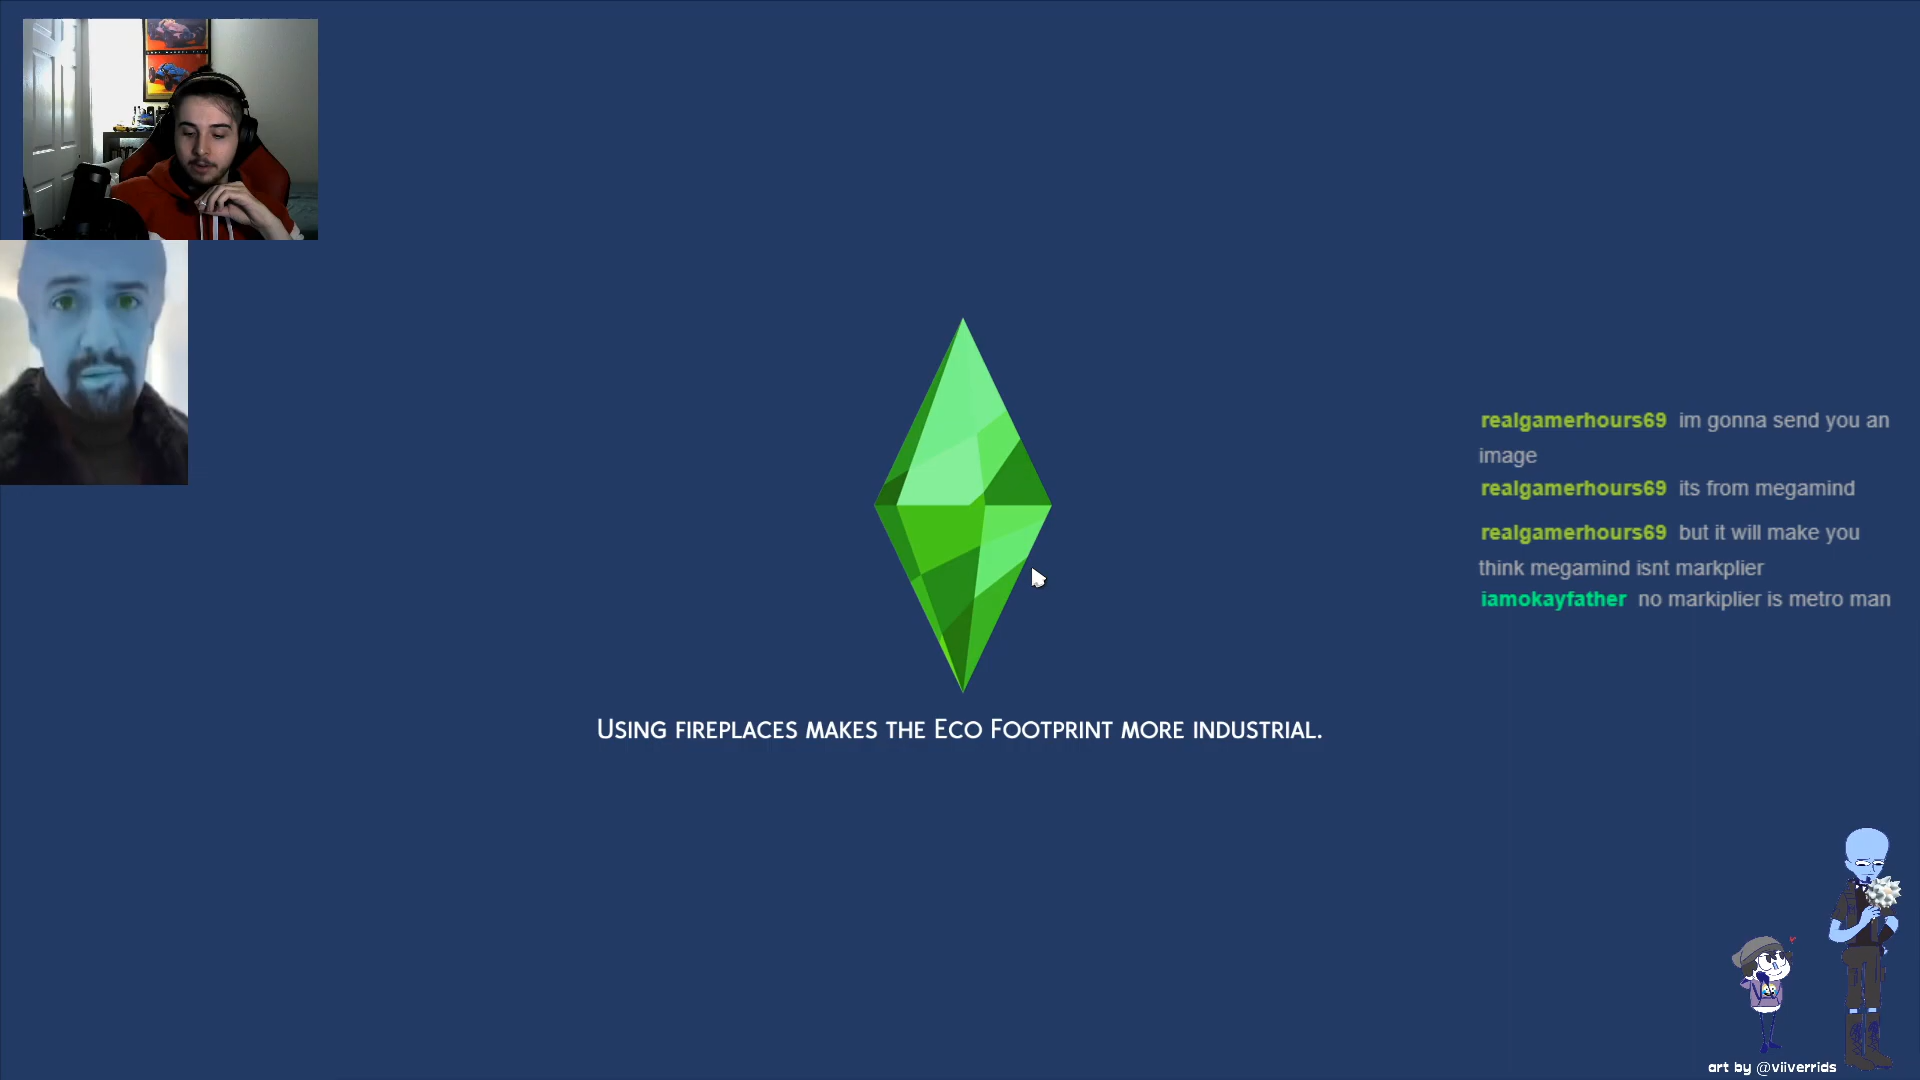 realgamerhours69 im gonna send you an
image
realgamerhours69 its from megamind
realgamerhours69 but it will make you
think megamind isnt markplier
iamokayfather no markiplier is metro man
Using fireplaces makes the Eco Footprint more industrial.
art by @viiverrids